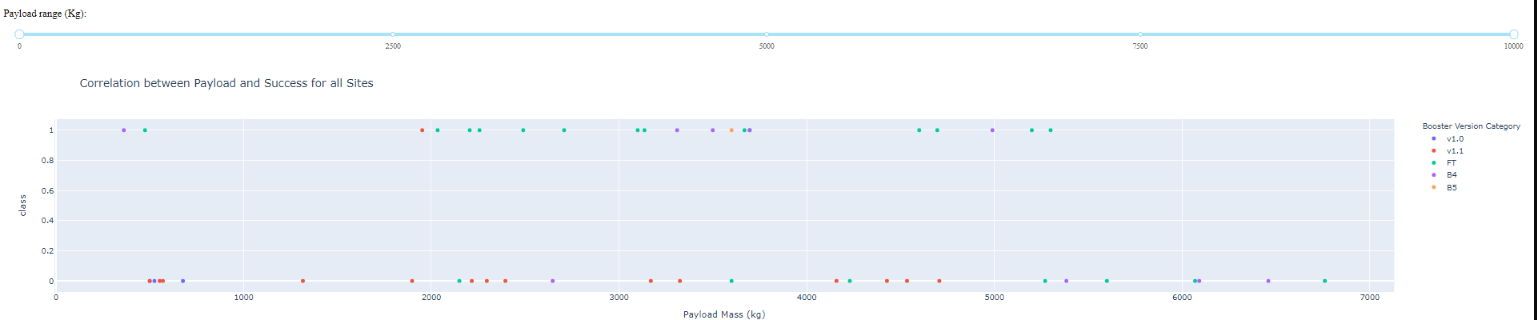 Payload range (Kg):
0 2500 5000 7500 10000
Correlation between Payload and Success for all Sites
1
0.8
0.6
0.4
0.2
0
class
0 1000 2000 3000 4000 5000 6000 7000
Payload Mass (kg)
Booster Version Category
v1.0
v1.1
FT
B4
B5